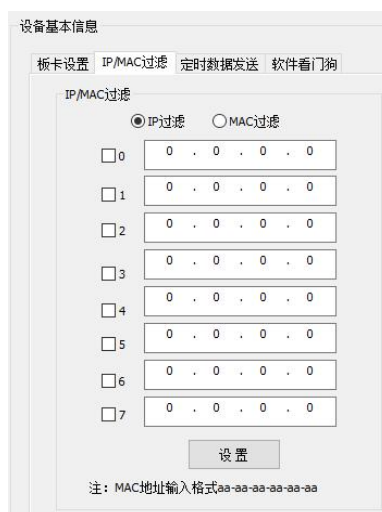 设备基本信息
板卡设置 IP/MAC过滤 定时数据发送 软件看门狗
IP/MAC过滤
IP过滤 MAC过滤
0 0 . 0 . 0 . 0
1 0 . 0 . 0 . 0
2 0 . 0 . 0 . 0
3 0 . 0 . 0 . 0
4 0 . 0 . 0 . 0
5 0 . 0 . 0 . 0
6 0 . 0 . 0 . 0
7 0 . 0 . 0 . 0
设 置
注：MAC地址输入格式aa-aa-aa-aa-aa-aa